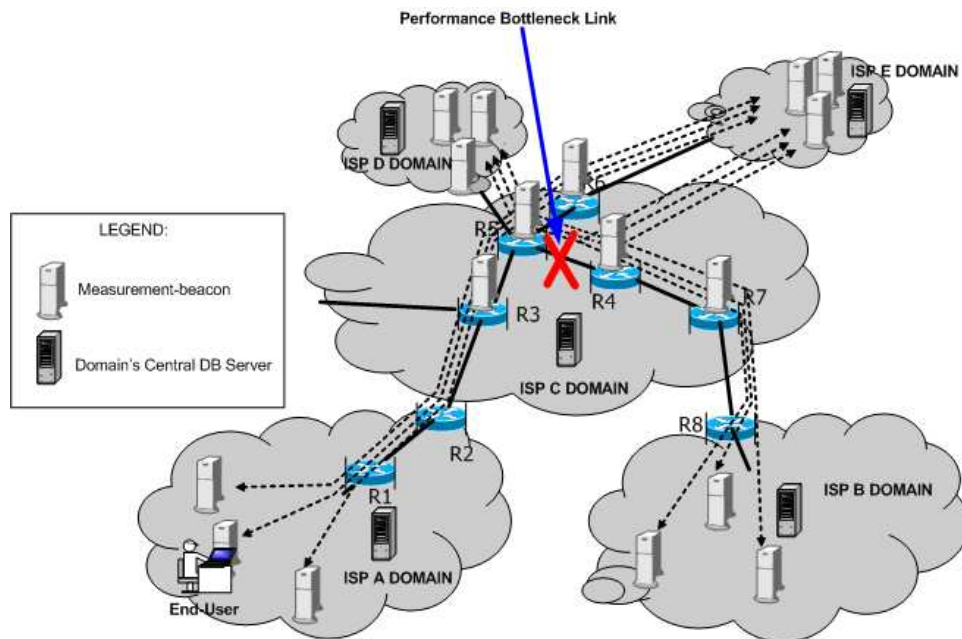 Performance Bottleneck Link
ISP E DOMAIN
ISP D DOMAIN
R6
R5
LEGEND:
Measurement-beacon
Domain's Central DB Server
R3
R4
R7
ISP C DOMAIN
R2
R8
R1
ISP A DOMAIN
ISP B DOMAIN
End-User